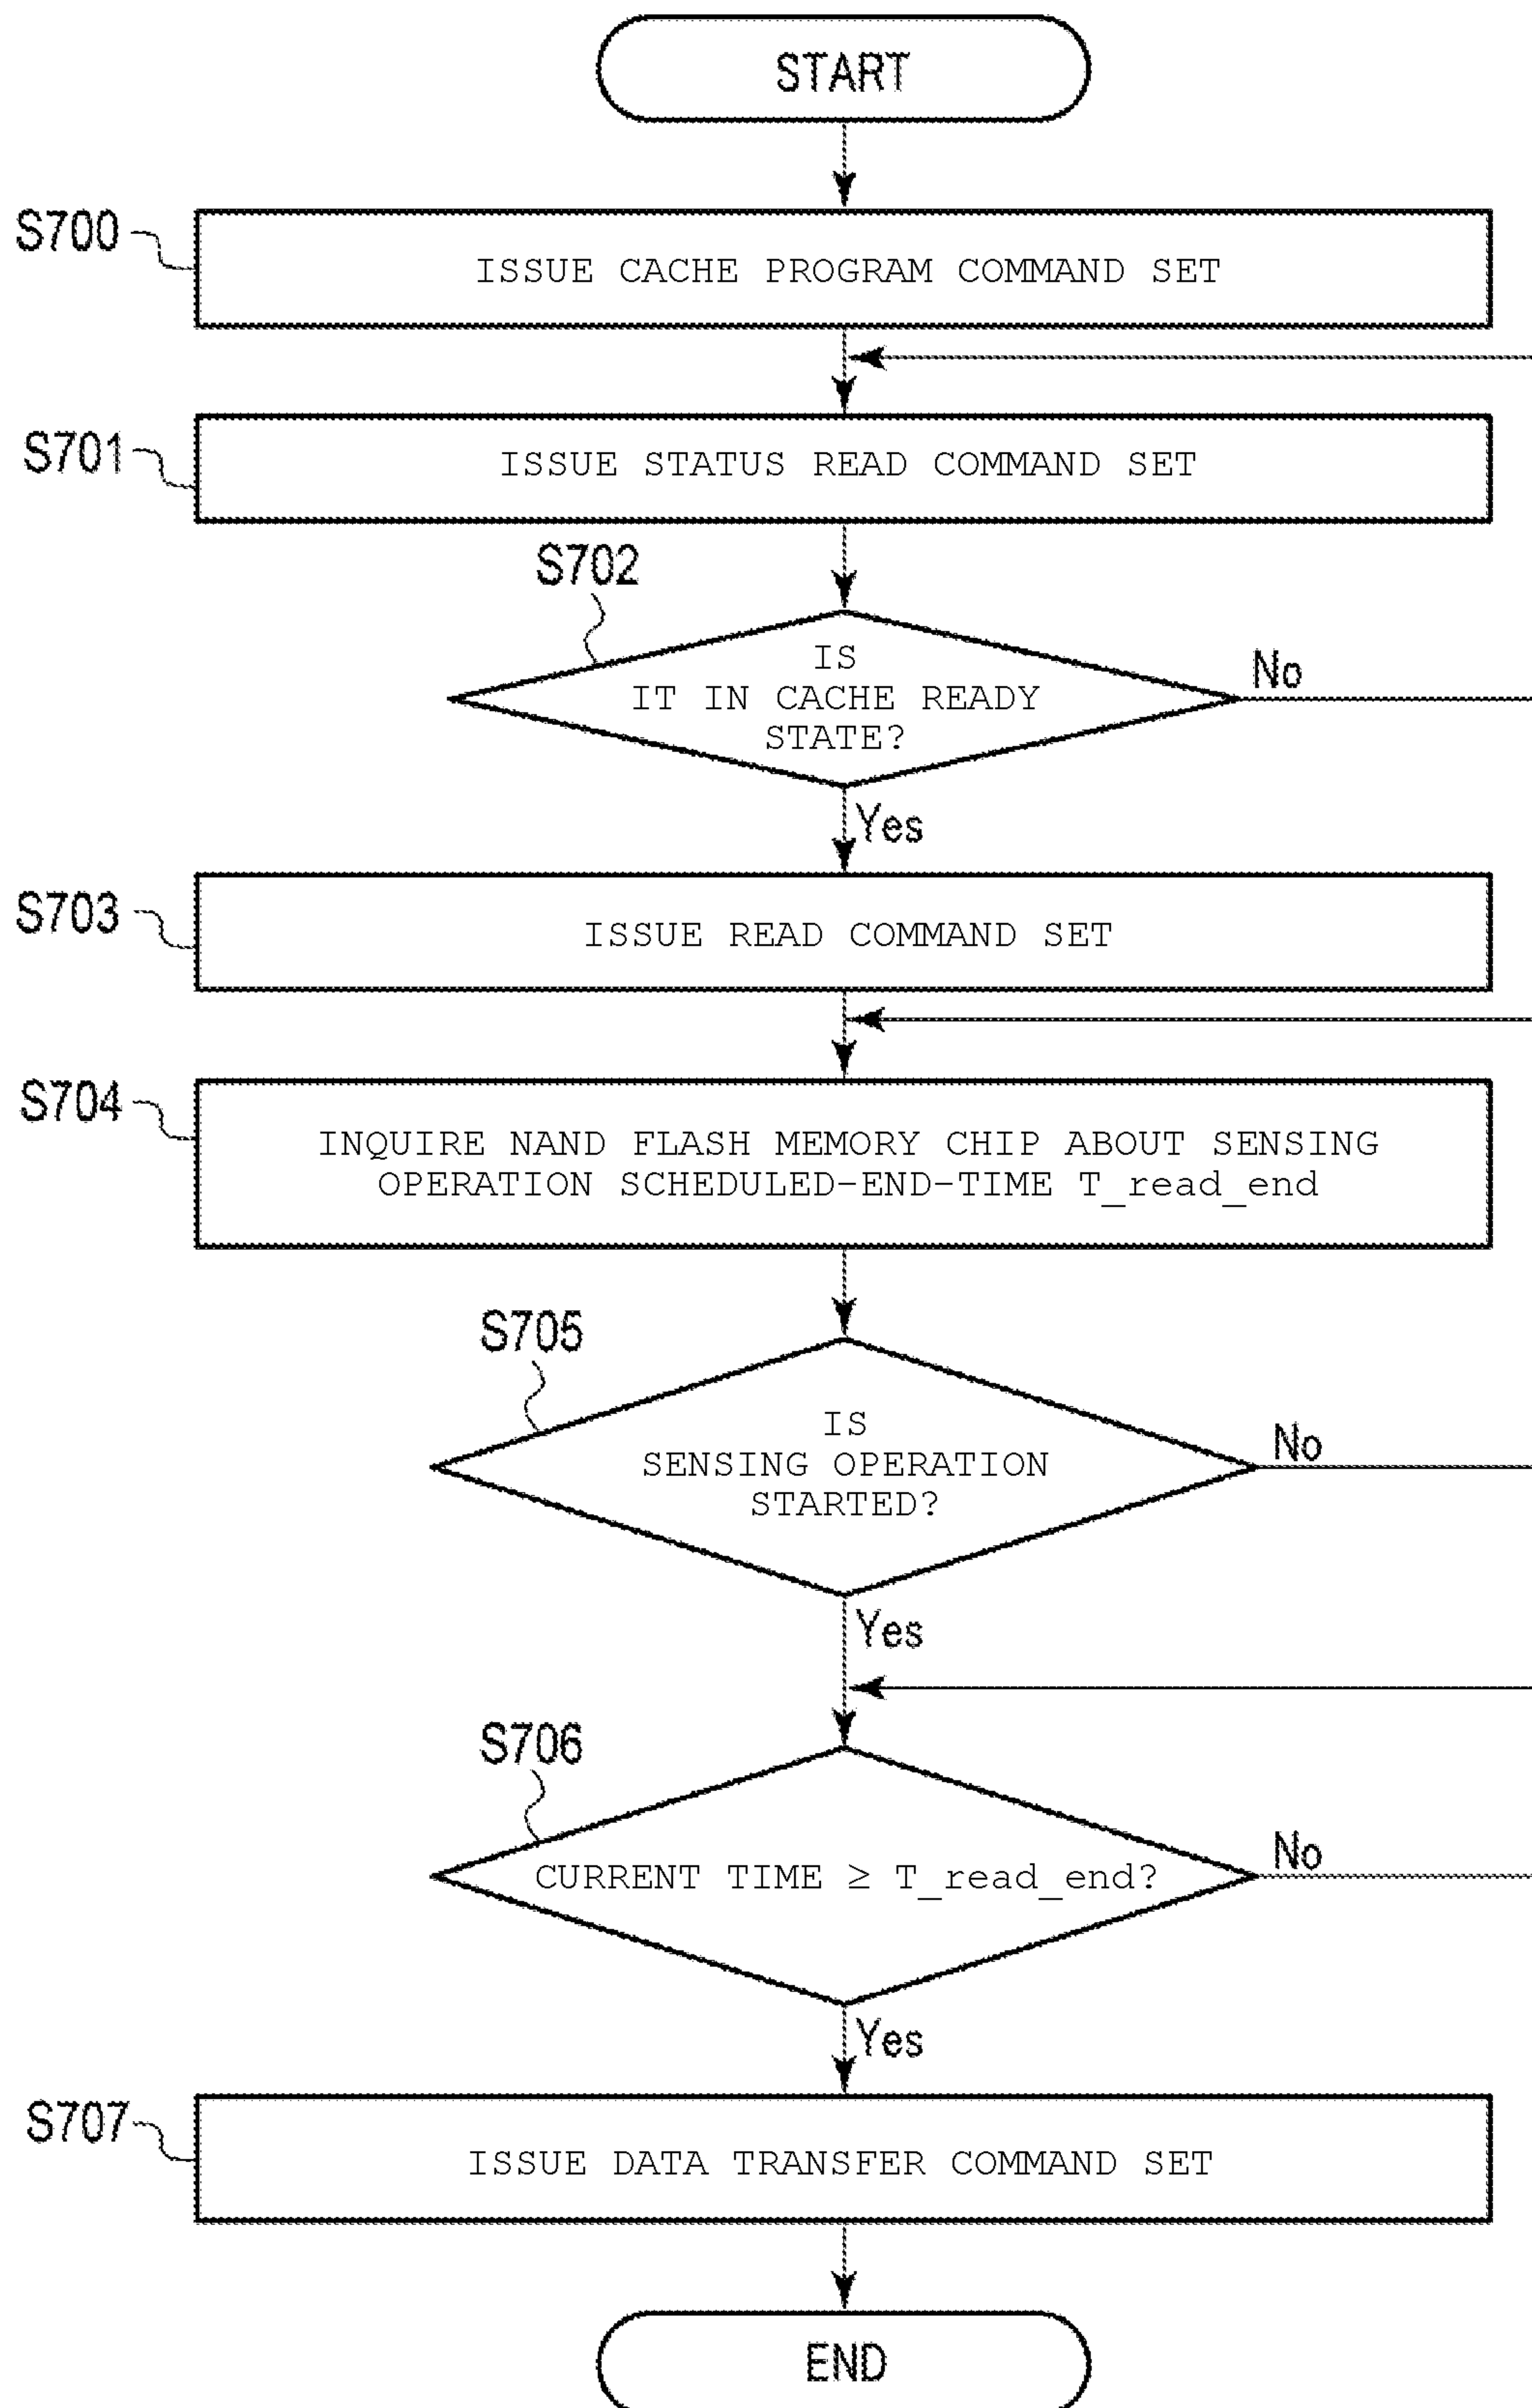 START
S700
ISSUE CACHE PROGRAM COMMAND SET
S701
ISSUE STATUS READ COMMAND SET
S702
IS
IT IN CACHE READY
STATE?
No
Yes
S703
ISSUE READ COMMAND SET
S704
INQUIRE NAND FLASH MEMORY CHIP ABOUT SENSING
OPERATION SCHEDULED-END-TIME T_read_end
S705
IS
SENSING OPERATION
STARTED?
No
Yes
S706
CURRENT TIME ≥ T_read_end?
No
Yes
S707
ISSUE DATA TRANSFER COMMAND SET
END